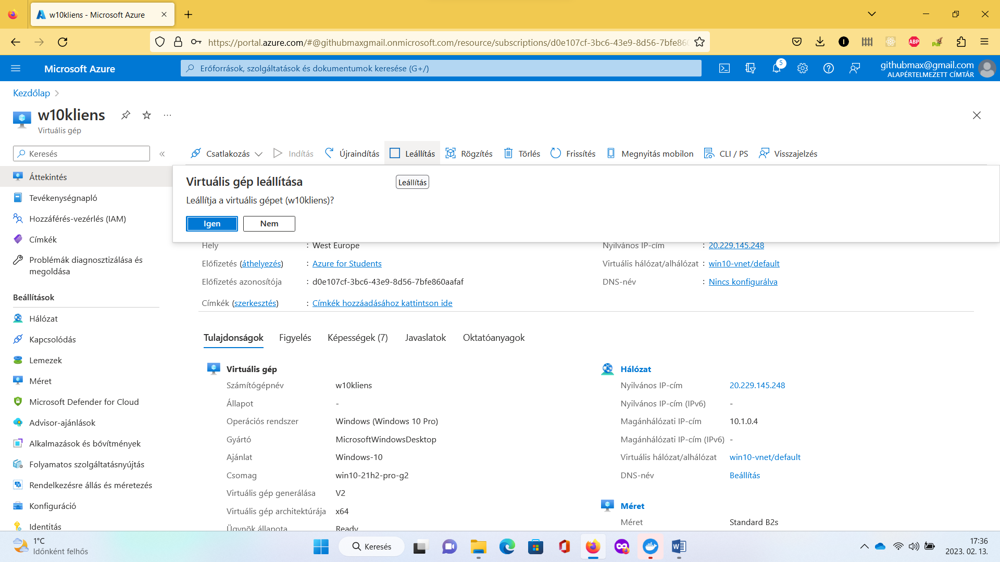 w10kliens - Microsoft Azure
https://portal.azure.com/#@githubmaxgmail.onmicrosoft.com/resource/subscriptions/d0e107cf-3bc6-43e9-8d56-7bfe860
ABP
Microsoft Azure
Erőforrások, szolgáltatások és dokumentumok keresése (G+/)
5
githubmax@gmail.com
ALAPÉRTELMEZETT CÍMTÁR
Kezdőlap
w10kliens
Virtuális gép
Keresés
Csatlakozás
Indítás
Újraindítás
Leállítás
Rögzítés
Törlés
Frissítés
Megnyitás mobilon
CLI / PS
Visszajelzés
Áttekintés
Tevékenységnapló
Hozzáférés-vezérlés (IAM)
Címkék
Problémák diagnosztizálása és
megoldása
Beállítások
Hálózat
Kapcsolódás
Lemezek
Méret
Microsoft Defender for Cloud
Advisor-ajánlások
Alkalmazások és bővítmények
Folyamatos szolgáltatásnyújtás
Rendelkezésre állás és méretezés
Konfiguráció
Identitás
Virtuális gép leállítása
Leállítás
Leállítja a virtuális gépet (w10kliens)?
Igen
Nem
Hely : West Europe
Előfizetés (áthelyezés) : Azure for Students
Előfizetés azonosítója : d0e107cf-3bc6-43e9-8d56-7bfe860aafaf
Címkék (szerkesztés) : Címkék hozzáadásához kattintson ide
Nyilvános IP-cím : 20.229.145.248
Virtuális hálózat/alhálózat : win10-vnet/default
DNS-név : Nincs konfigurálva
Tulajdonságok
Figyelés
Képességek (7)
Javaslatok
Oktatóanyagok
Virtuális gép
Számítógépnév w10kliens
Állapot -
Operációs rendszer Windows (Windows 10 Pro)
Gyártó MicrosoftWindowsDesktop
Ajánlat Windows-10
Csomag win10-21h2-pro-g2
Virtuális gép generálása V2
Virtuális gép architektúrája x64
Ügynök állapota Ready
Hálózat
Nyilvános IP-cím 20.229.145.248
Nyilvános IP-cím (IPv6) -
Magánhálózati IP-cím 10.1.0.4
Magánhálózati IP-cím (IPv6) -
Virtuális hálózat/alhálózat win10-vnet/default
DNS-név Beállítás
Méret
Méret Standard B2s
1°C
Időnként felhős
Keresés
17:36
2023. 02. 13.